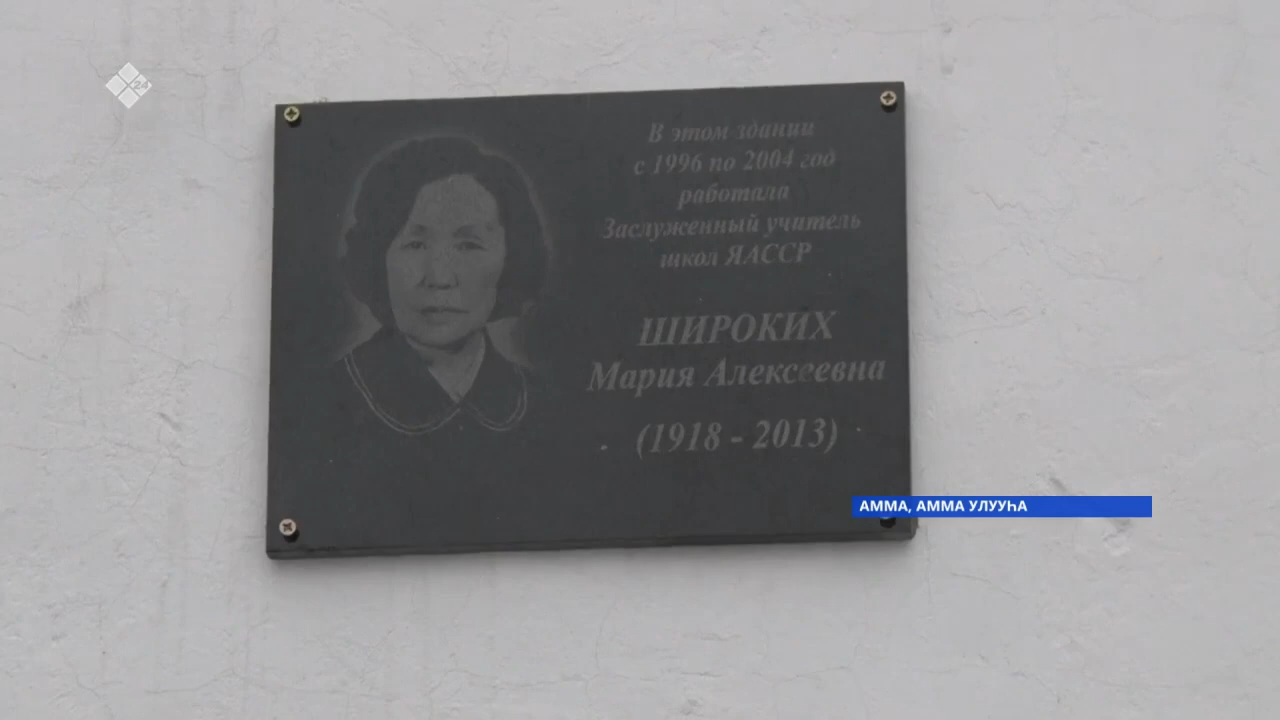 24
В этом здании
с 1996 по 2004 год
работала
Заслуженный учитель
школ ЯАССР
ШИРОКИХ
Мария Алексеевна
(1918 - 2013)
АММА, АММА УЛУУҺА